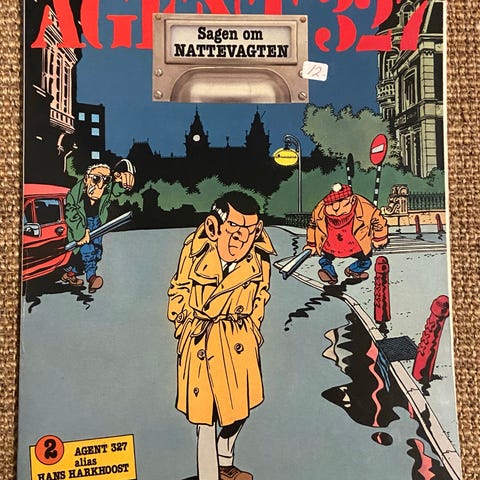 AGENT 327
Sagen om
NATTEVAGTEN
12.
2
AGENT 327
alias
HANS HARKHOOST